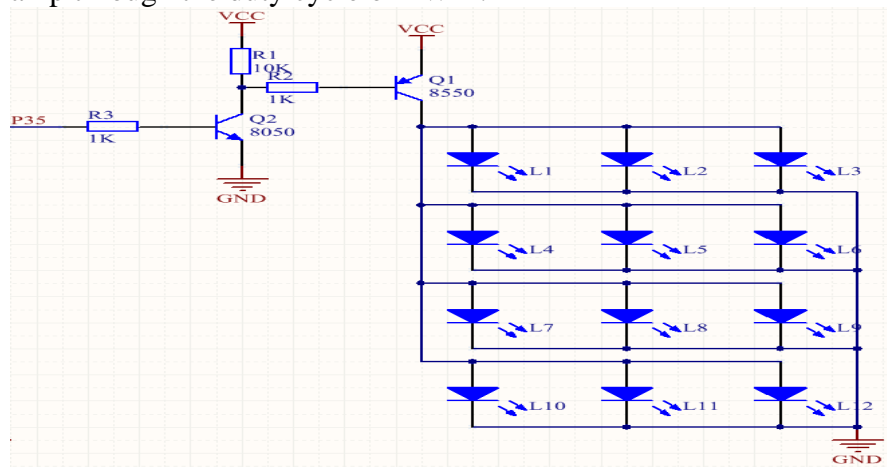 VCC
VCC
R1
10K
R2
1K
Q1
8550
P35
R3
1K
Q2
8050
GND
L1
L2
L3
L4
L5
L6
L7
L8
L9
L10
L11
L12
GND